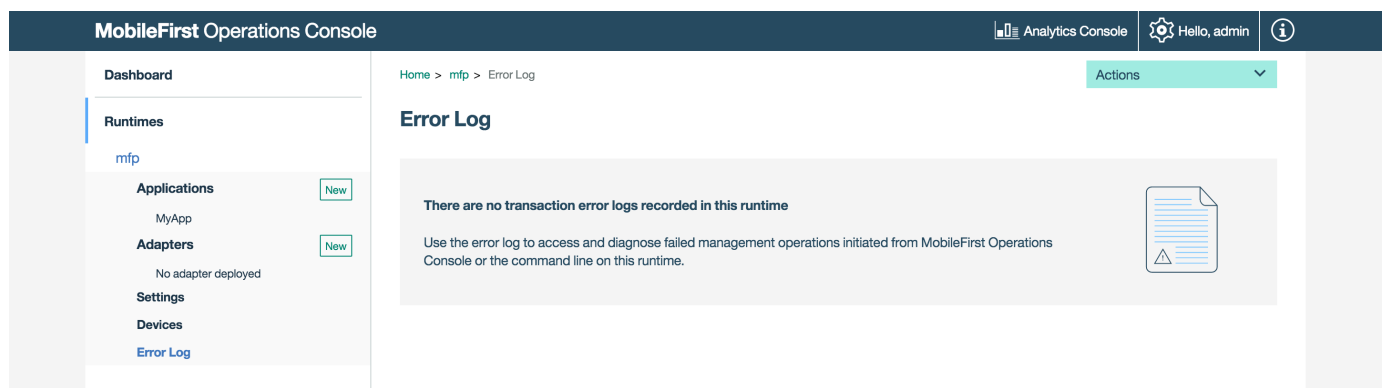 MobileFirst Operations Console
Analytics Console
Hello, admin
Dashboard
Runtimes
mfp
Applications
New
MyApp
Adapters
New
No adapter deployed
Settings
Devices
Error Log
Home > mfp > Error Log
Actions
Error Log
There are no transaction error logs recorded in this runtime
Use the error log to access and diagnose failed management operations initiated from MobileFirst Operations
Console or the command line on this runtime.